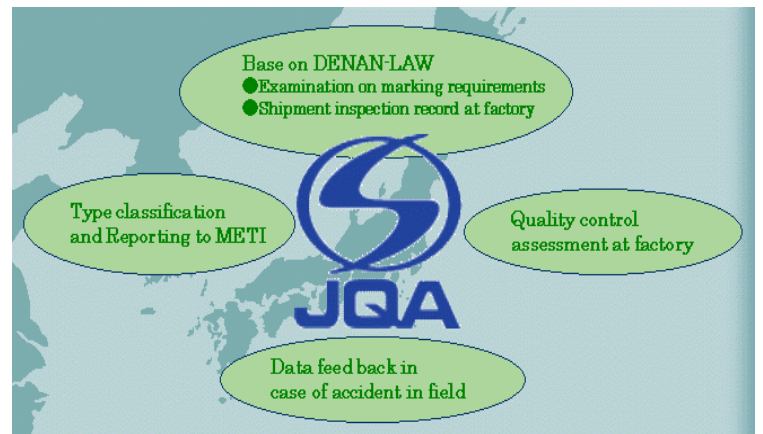 Base on DENAN-LAW
●Examination on marking requirements
●Shipment inspection record at factory
Type classification
and Reporting to METI
Quality control
assessment at factory
JQA
Data feed back in
case of accident in field